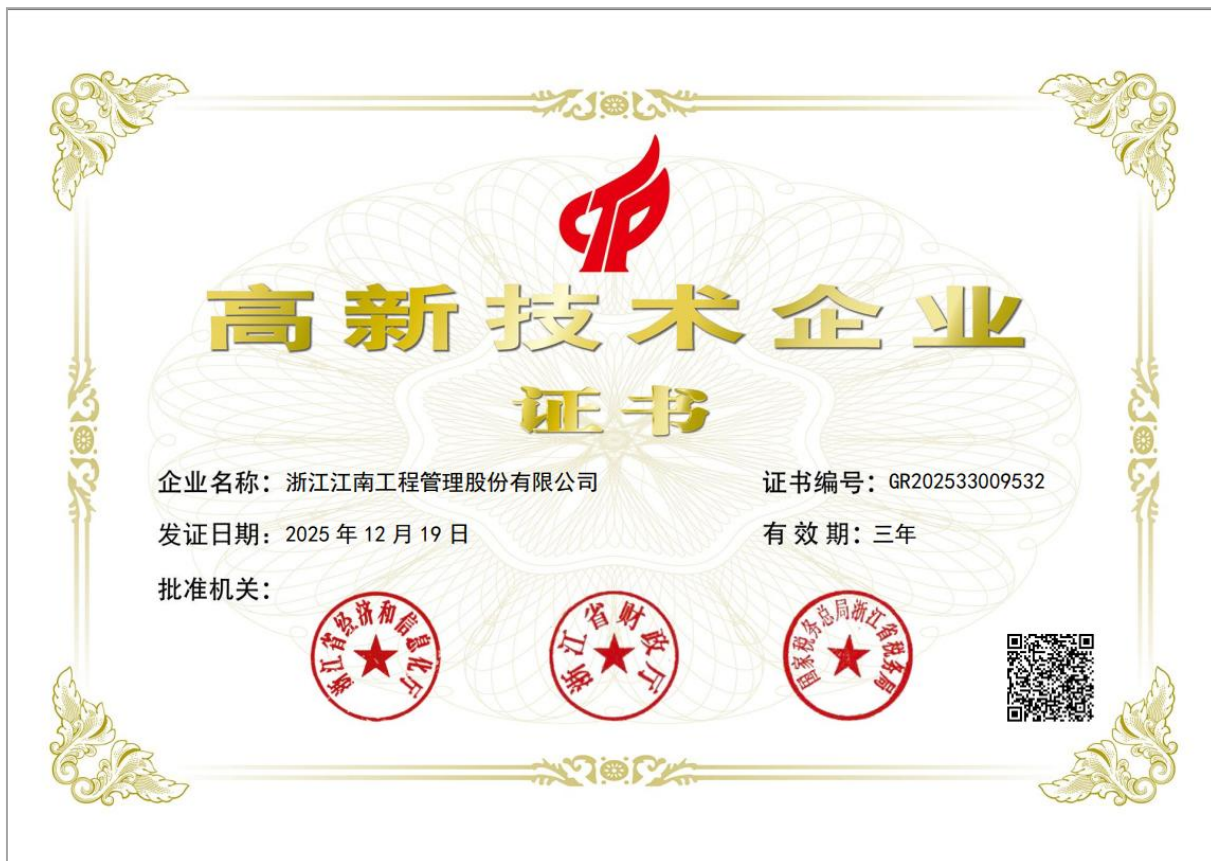 高新技术企业
证书
企业名称：浙江江南工程管理股份有限公司
证书编号：GR202533009532
发证日期：2025年12月19日
有效期：三年
批准机关：
浙江省经济和信息化厅
浙江省财政厅
国家税务总局浙江省税务局